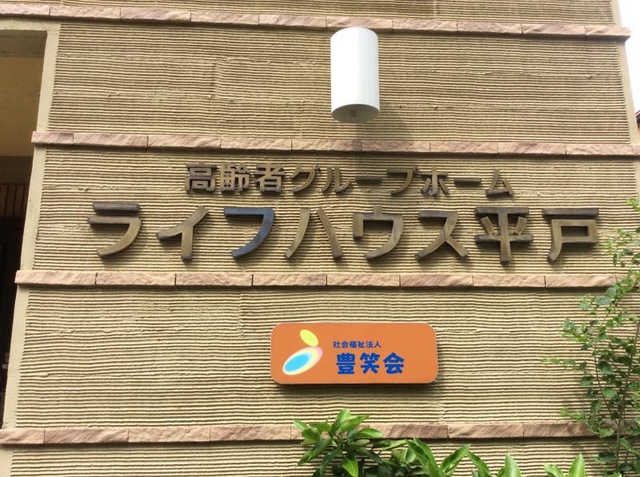 高齢者グループホーム
ライフハウス平戸
社会福祉法人
豊笑会